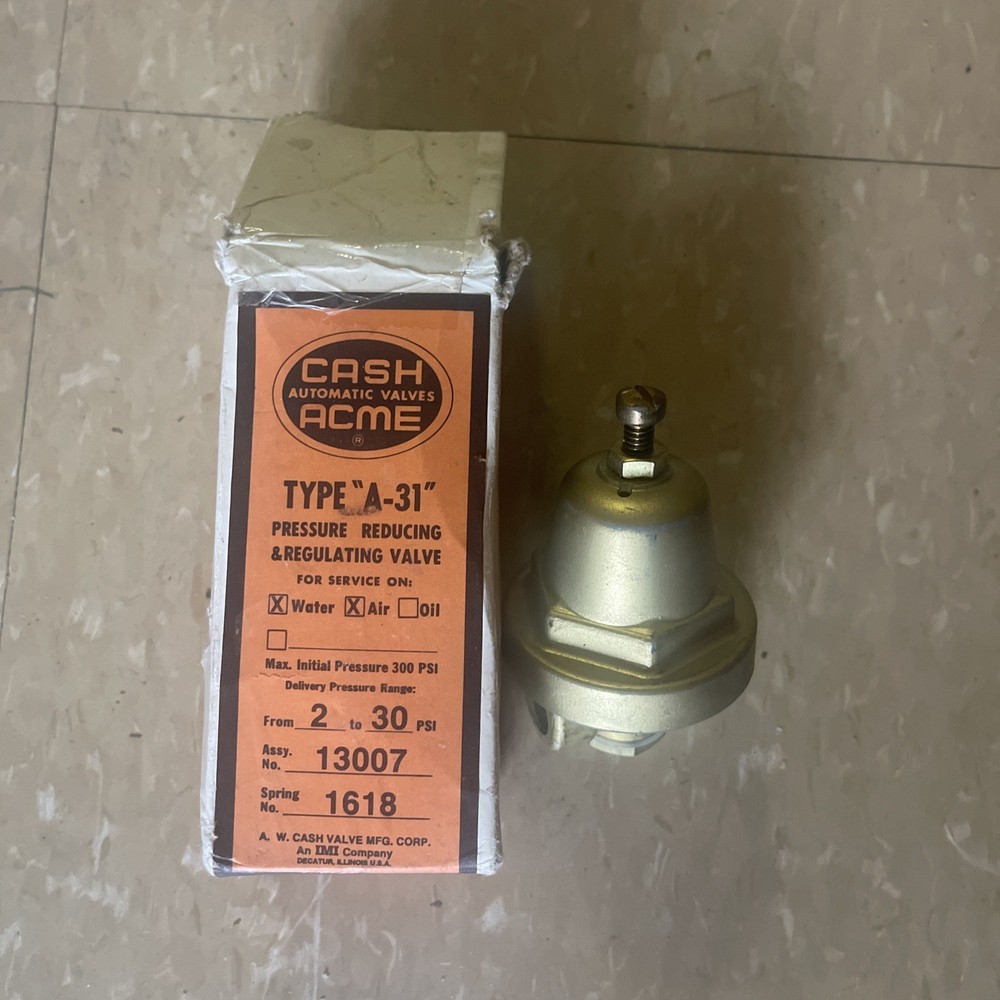 CASH
AUTOMATIC VALVES
ACME
®
TYPE "A-31"
PRESSURE REDUCING
& REGULATING VALVE
FOR SERVICE ON:
X Water X Air Oil
Max. Initial Pressure 300 PSI
Delivery Pressure Range:
From 2 to 30 PSI
Assy. No. 13007
Spring No. 1618
A. W. CASH VALVE MFG. CORP.
An IMI Company
DECATUR, ILLINOIS U.S.A.